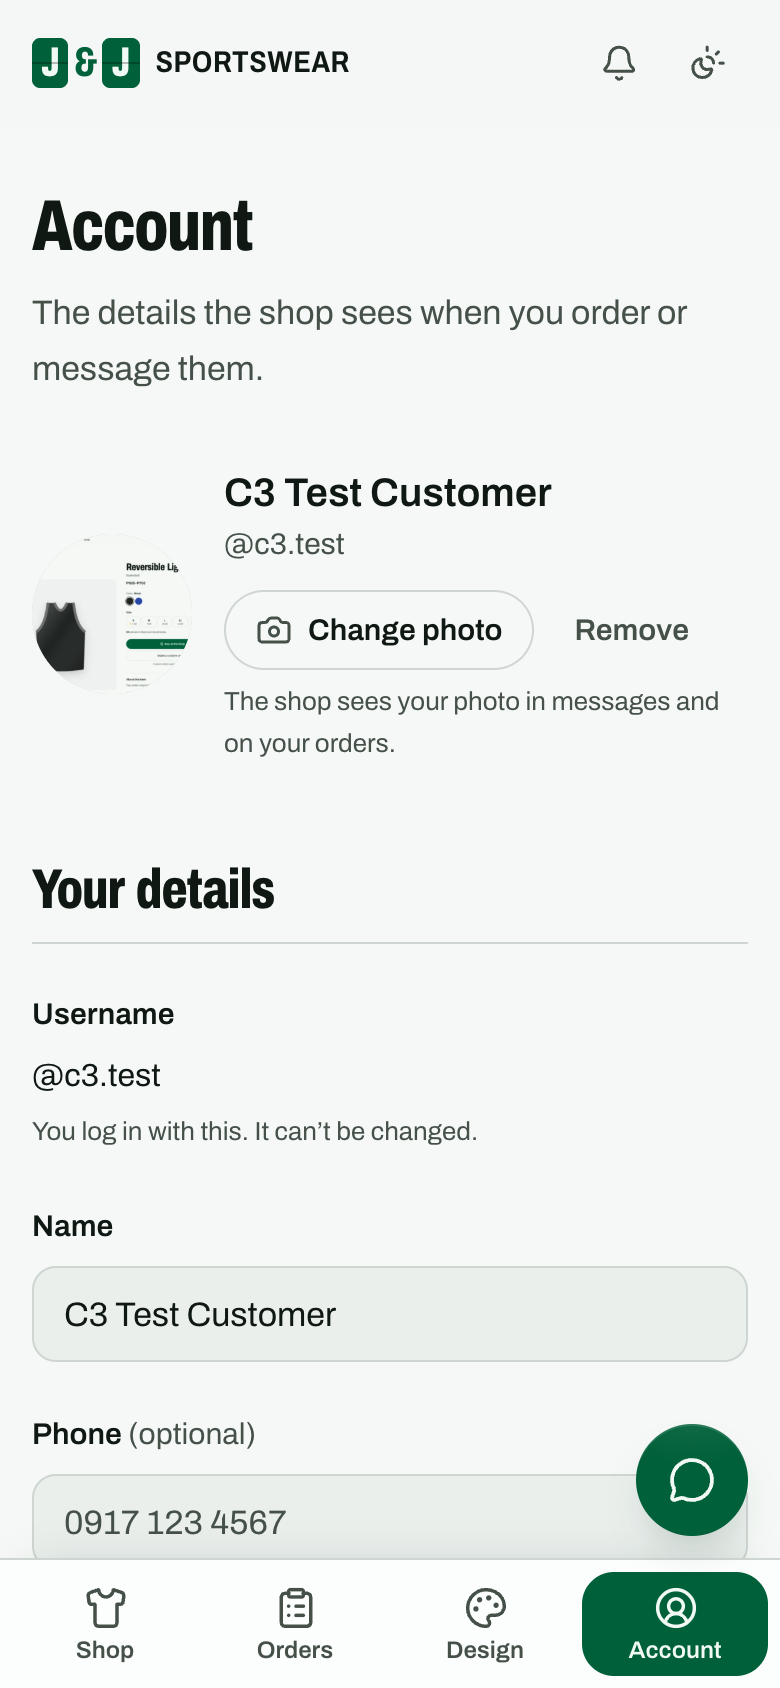 J & J SPORTSWEAR
Account
The details the shop sees when you order or
message them.
C3 Test Customer
@c3.test
Reversible Lig
Change photo
Remove
The shop sees your photo in messages and
on your orders.
Your details
Username
@c3.test
You log in with this. It can’t be changed.
Name
C3 Test Customer
Phone (optional)
0917 123 4567
Shop
Orders
Design
Account